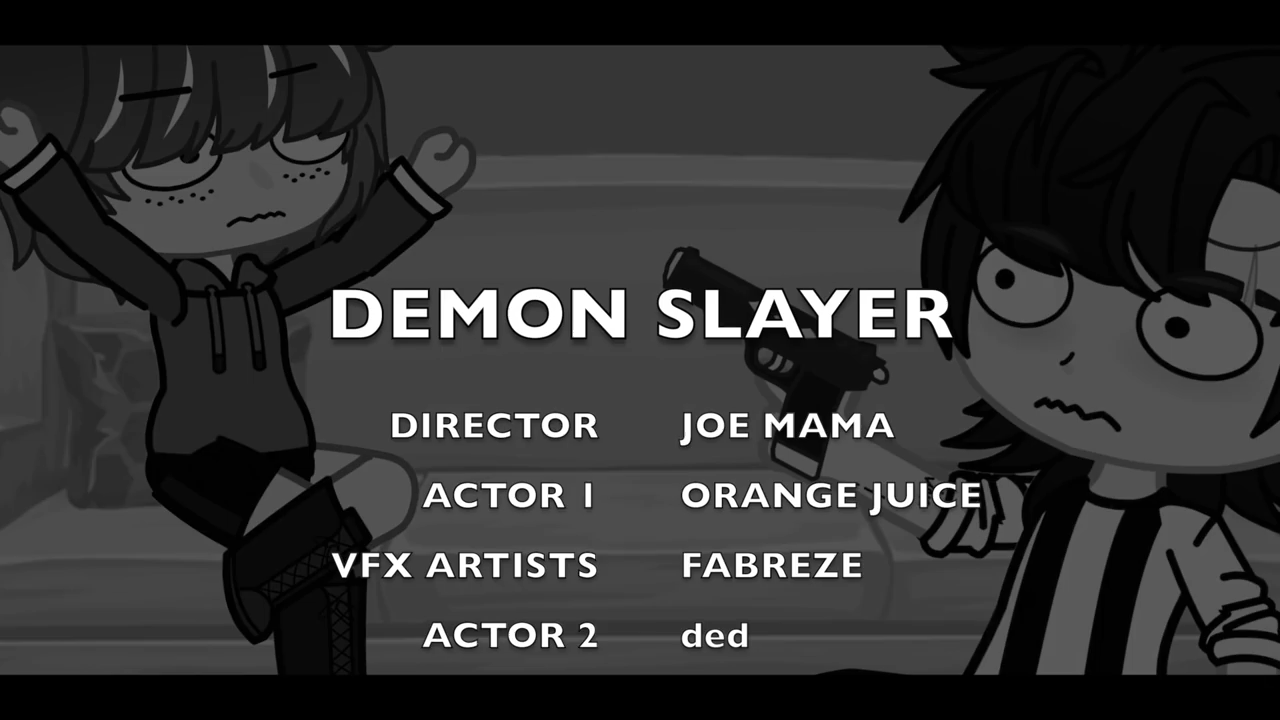 DEMON SLAYER
DIRECTOR JOE MAMA
ACTOR 1 ORANGE JUICE
VFX ARTISTS FABREZE
ACTOR 2 ded